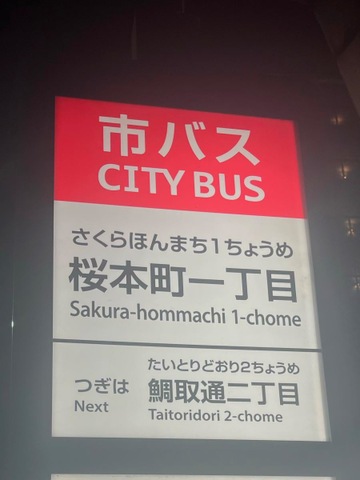 市バス
CITY BUS
さくらほんまち1ちょうめ
桜本町一丁目
Sakura-hommachi 1-chome
たいとりどおり2ちょうめ
つぎは 鯛取通二丁目
Next Taitoridori 2-chome